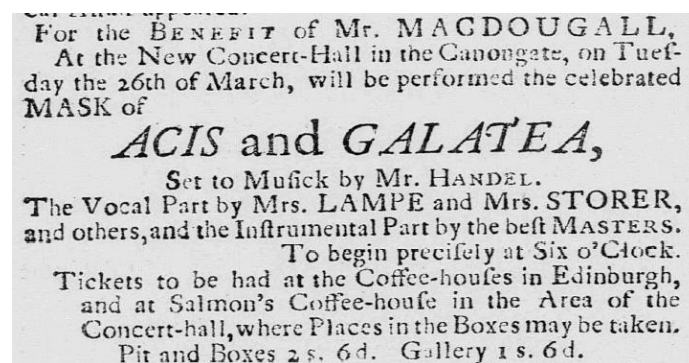 For the BENEFIT of Mr. MACDOUGALL,
At the New Concert-Hall in the Canongate, on Tueſ-
day the 26th of March, will be performed the celebrated
MASK of
ACIS and GALATEA,
Set to Muſick by Mr. HANDEL.
The Vocal Part by Mrs. LAMPE and Mrs. STORER,
and others, and the Inſtrumental Part by the beſt MASTERS.
To begin preciſely at Six o'Clock.
Tickets to be had at the Coffee-houſes in Edinburgh,
and at Salmon's Coffee-houſe in the Area of the
Concert-hall, where Places in the Boxes may be taken.
Pit and Boxes 2 s. 6d. Gallery 1 s. 6d.